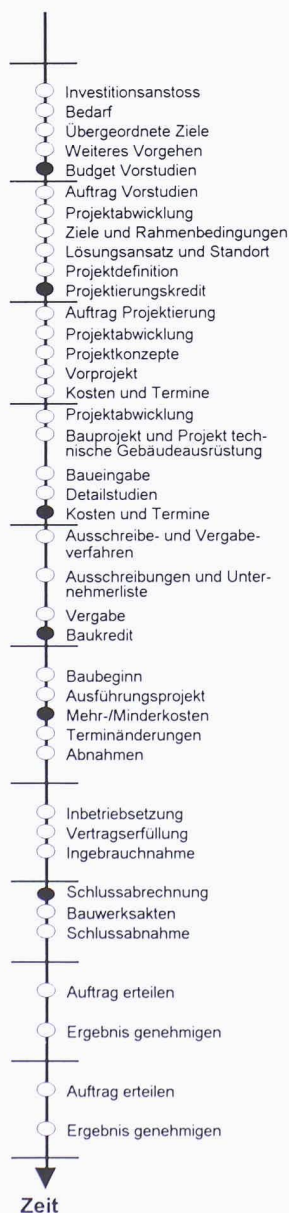 Investitionsanstoss
Bedarf
Übergeordnete Ziele
Weiteres Vorgehen
Budget Vorstudien
Auftrag Vorstudien
Projektabwicklung
Ziele und Rahmenbedingungen
Lösungsansatz und Standort
Projektdefinition
Projektierungskredit
Auftrag Projektierung
Projektabwicklung
Projektkonzepte
Vorprojekt
Kosten und Termine
Projektabwicklung
Bauprojekt und Projekt tech-
nische Gebäudeausrüstung
Baueingabe
Detailstudien
Kosten und Termine
Ausschreibe- und Vergabe-
verfahren
Ausschreibungen und Unter-
nehmerliste
Vergabe
Baukredit
Baubeginn
Ausführungsprojekt
Mehr-/Minderkosten
Terminänderungen
Abnahmen
Inbetriebsetzung
Vertragserfüllung
Ingebrauchnahme
Schlussabrechnung
Bauwerksakten
Schlussabnahme
Auftrag erteilen
Ergebnis genehmigen
Auftrag erteilen
Ergebnis genehmigen
Zeit